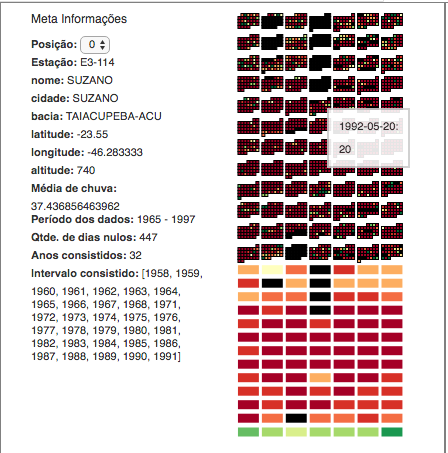 Meta Informações
Posição: 0
Estação: E3-114
nome: SUZANO
cidade: SUZANO
bacia: TAIACUPEBA-ACU
latitude: -23.55
longitude: -46.283333
altitude: 740
Média de chuva:
37.436856463962
Período dos dados: 1965 - 1997
Qtde. de dias nulos: 447
Anos consistidos: 32
Intervalo consistido: [1958, 1959,
1960, 1961, 1962, 1963, 1964,
1965, 1966, 1967, 1968, 1971,
1972, 1973, 1974, 1975, 1976,
1977, 1978, 1979, 1980, 1981,
1982, 1983, 1984, 1985, 1986,
1987, 1988, 1989, 1990, 1991]
1992-05-20:
20